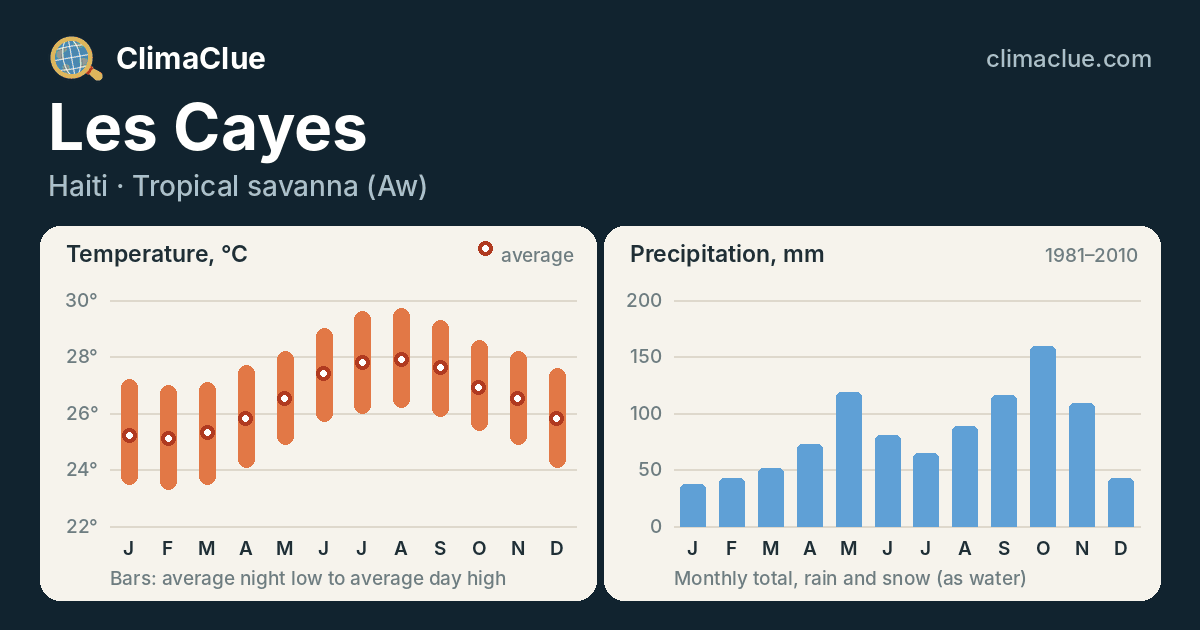 ClimaClue
climaclue.com
Les Cayes
Haiti · Tropical savanna (Aw)
Temperature, °C
average
30°
28°
26°
24°
22°
J F M A M J J A S O N D
Bars: average night low to average day high
Precipitation, mm
1981–2010
200
150
100
50
0
J F M A M J J A S O N D
Monthly total, rain and snow (as water)